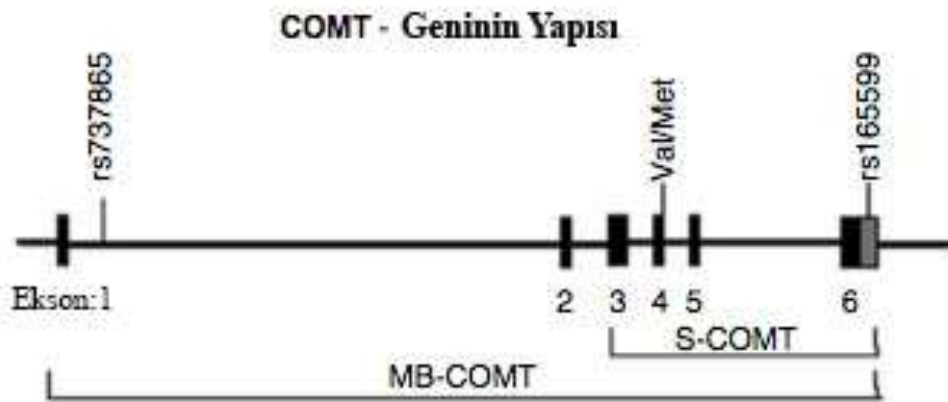 COMT - Geninin Yapısı
rs737865
Val/Met
rs165599
Ekson:1 2 3 4 5 6
S-COMT
MB-COMT